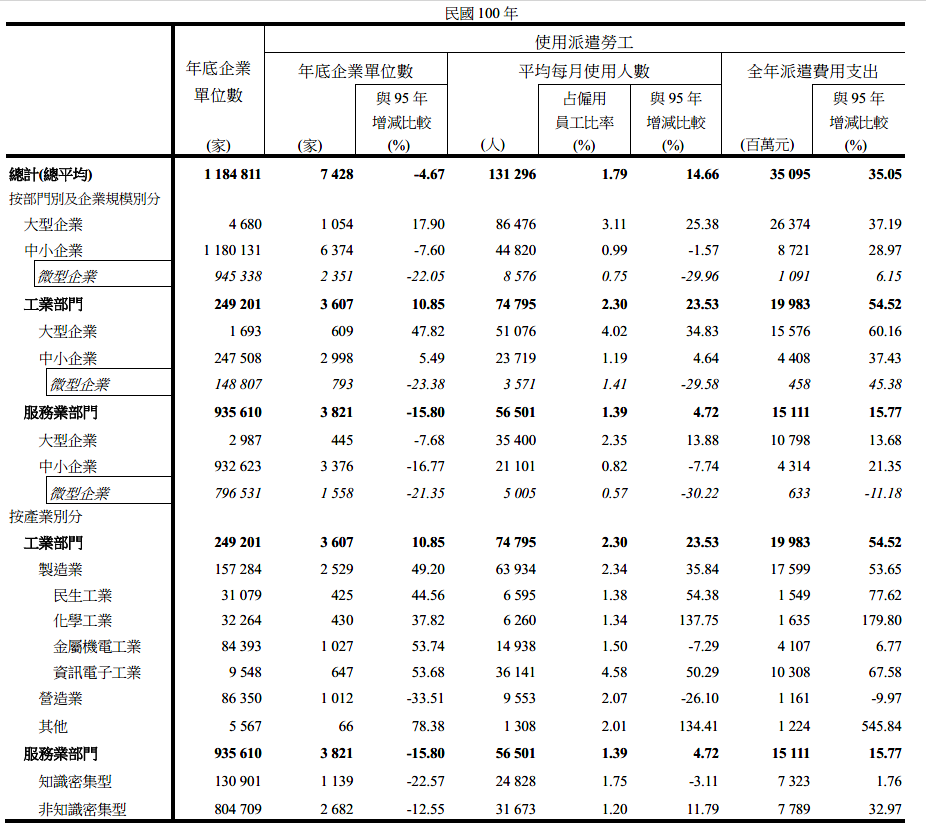 民國 100 年
使用派遣勞工
年底企業單位數 年底企業單位數 平均每月使用人數 全年派遣費用支出
與 95 年增減比較 占僱用員工比率 與 95 年增減比較 與 95 年增減比較
(家) (家) (%) (人) (%) (%) (百萬元) (%)
總計(總平均) 1 184 811 7 428 -4.67 131 296 1.79 14.66 35 095 35.05
按部門別及企業規模別分
大型企業 4 680 1 054 17.90 86 476 3.11 25.38 26 374 37.19
中小企業 1 180 131 6 374 -7.60 44 820 0.99 -1.57 8 721 28.97
微型企業 945 338 2 351 -22.05 8 576 0.75 -29.96 1 091 6.15
工業部門 249 201 3 607 10.85 74 795 2.30 23.53 19 983 54.52
大型企業 1 693 609 47.82 51 076 4.02 34.83 15 576 60.16
中小企業 247 508 2 998 5.49 23 719 1.19 4.64 4 408 37.43
微型企業 148 807 793 -23.38 3 571 1.41 -29.58 458 45.38
服務業部門 935 610 3 821 -15.80 56 501 1.39 4.72 15 111 15.77
大型企業 2 987 445 -7.68 35 400 2.35 13.88 10 798 13.68
中小企業 932 623 3 376 -16.77 21 101 0.82 -7.74 4 314 21.35
微型企業 796 531 1 558 -21.35 5 005 0.57 -30.22 633 -11.18
按產業別分
工業部門 249 201 3 607 10.85 74 795 2.30 23.53 19 983 54.52
製造業 157 284 2 529 49.20 63 934 2.34 35.84 17 599 53.65
民生工業 31 079 425 44.56 6 595 1.38 54.38 1 549 77.62
化學工業 32 264 430 37.82 6 260 1.34 137.75 1 635 179.80
金屬機電工業 84 393 1 027 53.74 14 938 1.50 -7.29 4 107 6.77
資訊電子工業 9 548 647 53.68 36 141 4.58 50.29 10 308 67.58
營造業 86 350 1 012 -33.51 9 553 2.07 -26.10 1 161 -9.97
其他 5 567 66 78.38 1 308 2.01 134.41 1 224 545.84
服務業部門 935 610 3 821 -15.80 56 501 1.39 4.72 15 111 15.77
知識密集型 130 901 1 139 -22.57 24 828 1.75 -3.11 7 323 1.76
非知識密集型 804 709 2 682 -12.55 31 673 1.20 11.79 7 789 32.97